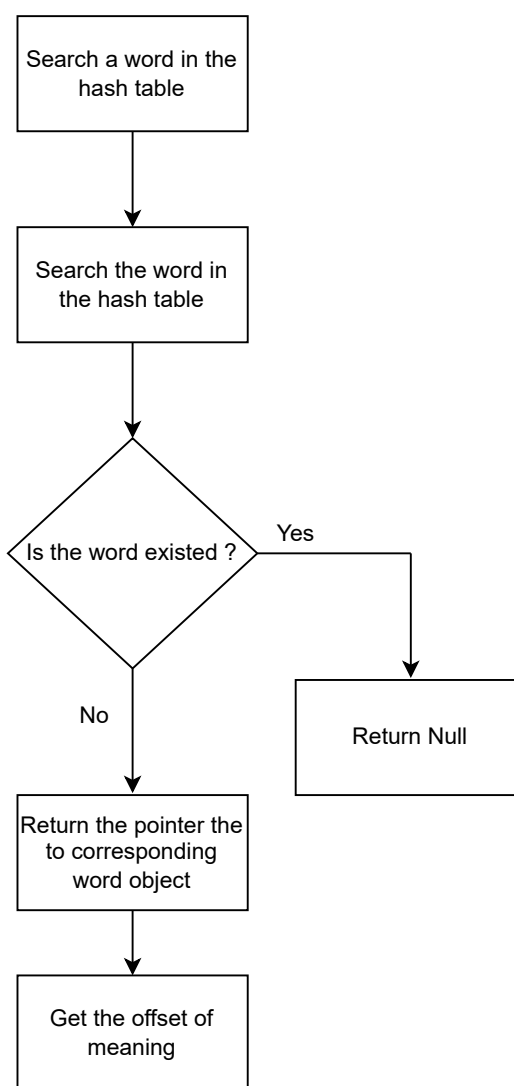 Search a word in the
hash table
Search the word in
the hash table
Is the word existed ?
Yes
No
Return Null
Return the pointer the
to corresponding
word object
Get the offset of
meaning